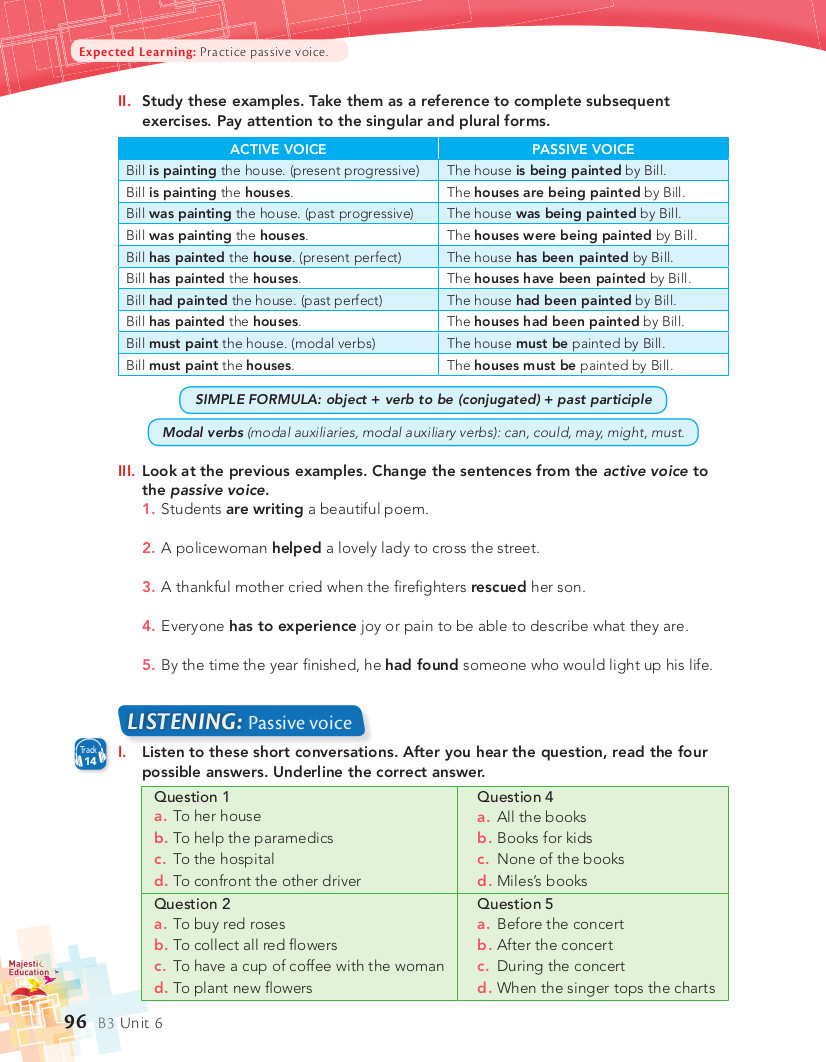 Expected Learning: Practice passive voice.
II. Study these examples. Take them as a reference to complete subsequent
exercises. Pay attention to the singular and plural forms.
ACTIVE VOICE PASSIVE VOICE
Bill is painting the house. (present progressive) The house is being painted by Bill.
Bill is painting the houses. The houses are being painted by Bill.
Bill was painting the house. (past progressive) The house was being painted by Bill.
Bill was painting the houses. The houses were being painted by Bill.
Bill has painted the house. (present perfect) The house has been painted by Bill.
Bill has painted the houses. The houses have been painted by Bill.
Bill had painted the house. (past perfect) The house had been painted by Bill.
Bill has painted the houses. The houses had been painted by Bill.
Bill must paint the house. (modal verbs) The house must be painted by Bill.
Bill must paint the houses. The houses must be painted by Bill.
SIMPLE FORMULA: object + verb to be (conjugated) + past participle
Modal verbs (modal auxiliaries, modal auxiliary verbs): can, could, may, might, must.
III. Look at the previous examples. Change the sentences from the active voice to
the passive voice.
1. Students are writing a beautiful poem.
2. A policewoman helped a lovely lady to cross the street.
3. A thankful mother cried when the firefighters rescued her son.
4. Everyone has to experience joy or pain to be able to describe what they are.
5. By the time the year finished, he had found someone who would light up his life.
LISTENING: Passive voice
Track
14
I. Listen to these short conversations. After you hear the question, read the four
possible answers. Underline the correct answer.
Question 1
a. To her house
b. To help the paramedics
c. To the hospital
d. To confront the other driver
Question 4
a. All the books
b. Books for kids
c. None of the books
d. Miles's books
Question 2
a. To buy red roses
b. To collect all red flowers
c. To have a cup of coffee with the woman
d. To plant new flowers
Question 5
a. Before the concert
b. After the concert
c. During the concert
d. When the singer tops the charts
Majestic
Education
96 B3 Unit 6